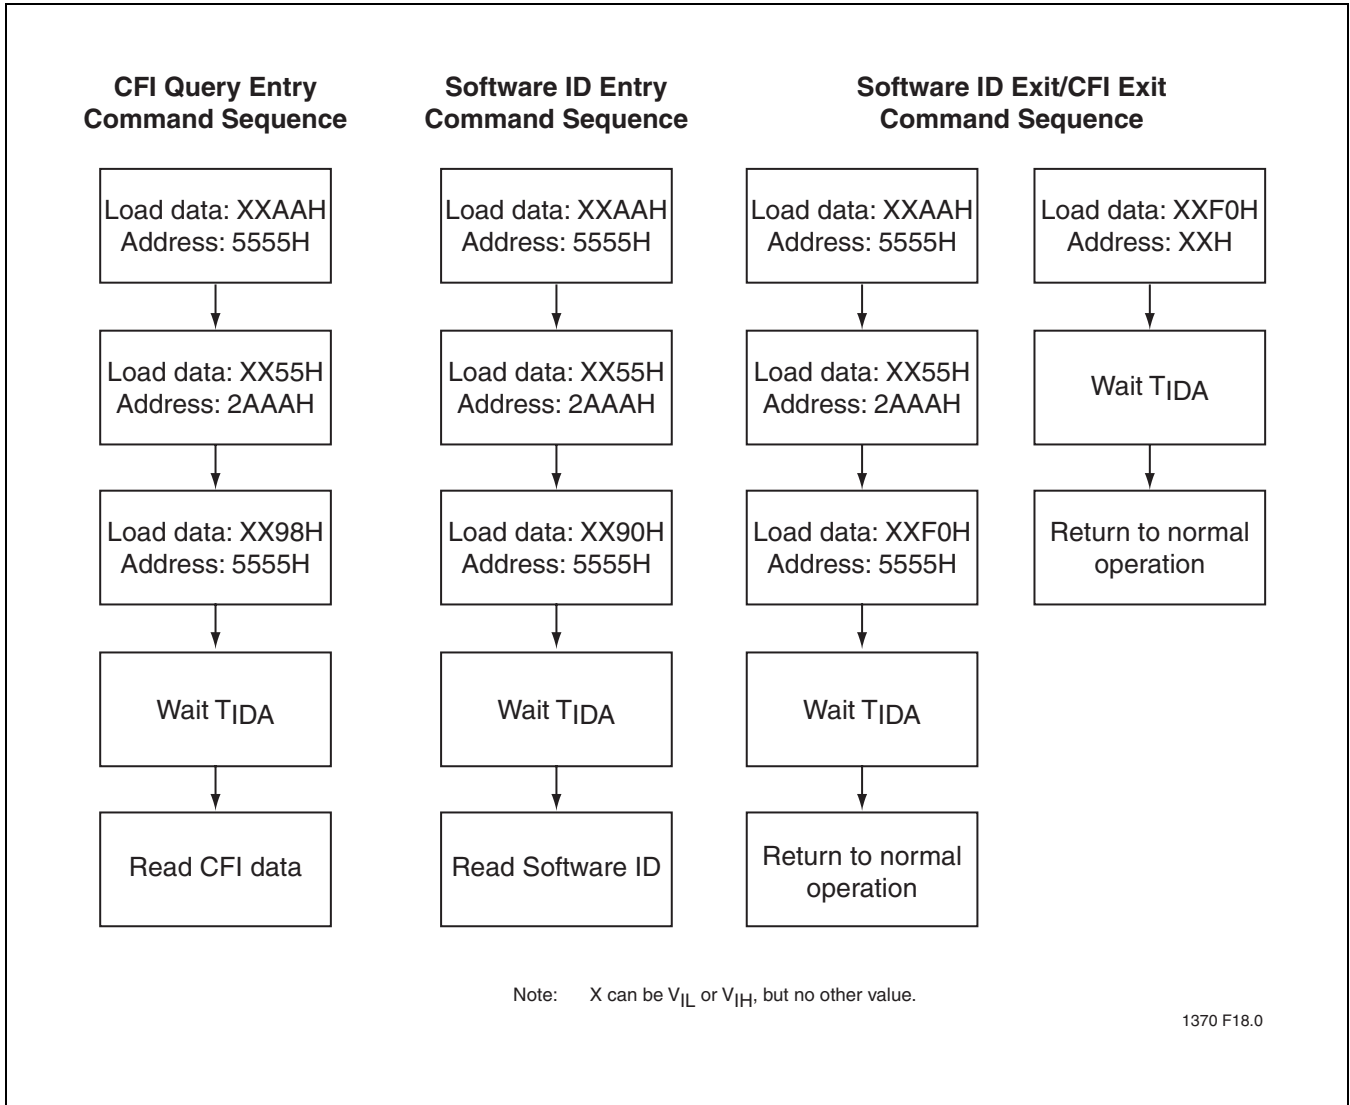 CFI Query Entry
Command Sequence
Load data: XXAAH
Address: 5555H
Load data: XX55H
Address: 2AAAH
Load data: XX98H
Address: 5555H
Wait TIDA
Read CFI data
Software ID Entry
Command Sequence
Load data: XXAAH
Address: 5555H
Load data: XX55H
Address: 2AAAH
Load data: XX90H
Address: 5555H
Wait TIDA
Read Software ID
Software ID Exit/CFI Exit
Command Sequence
Load data: XXAAH
Address: 5555H
Load data: XX55H
Address: 2AAAH
Load data: XXF0H
Address: 5555H
Wait TIDA
Return to normal
operation
Load data: XXF0H
Address: XXH
Wait TIDA
Return to normal
operation
Note: X can be VIL or VIH, but no other value.
1370 F18.0